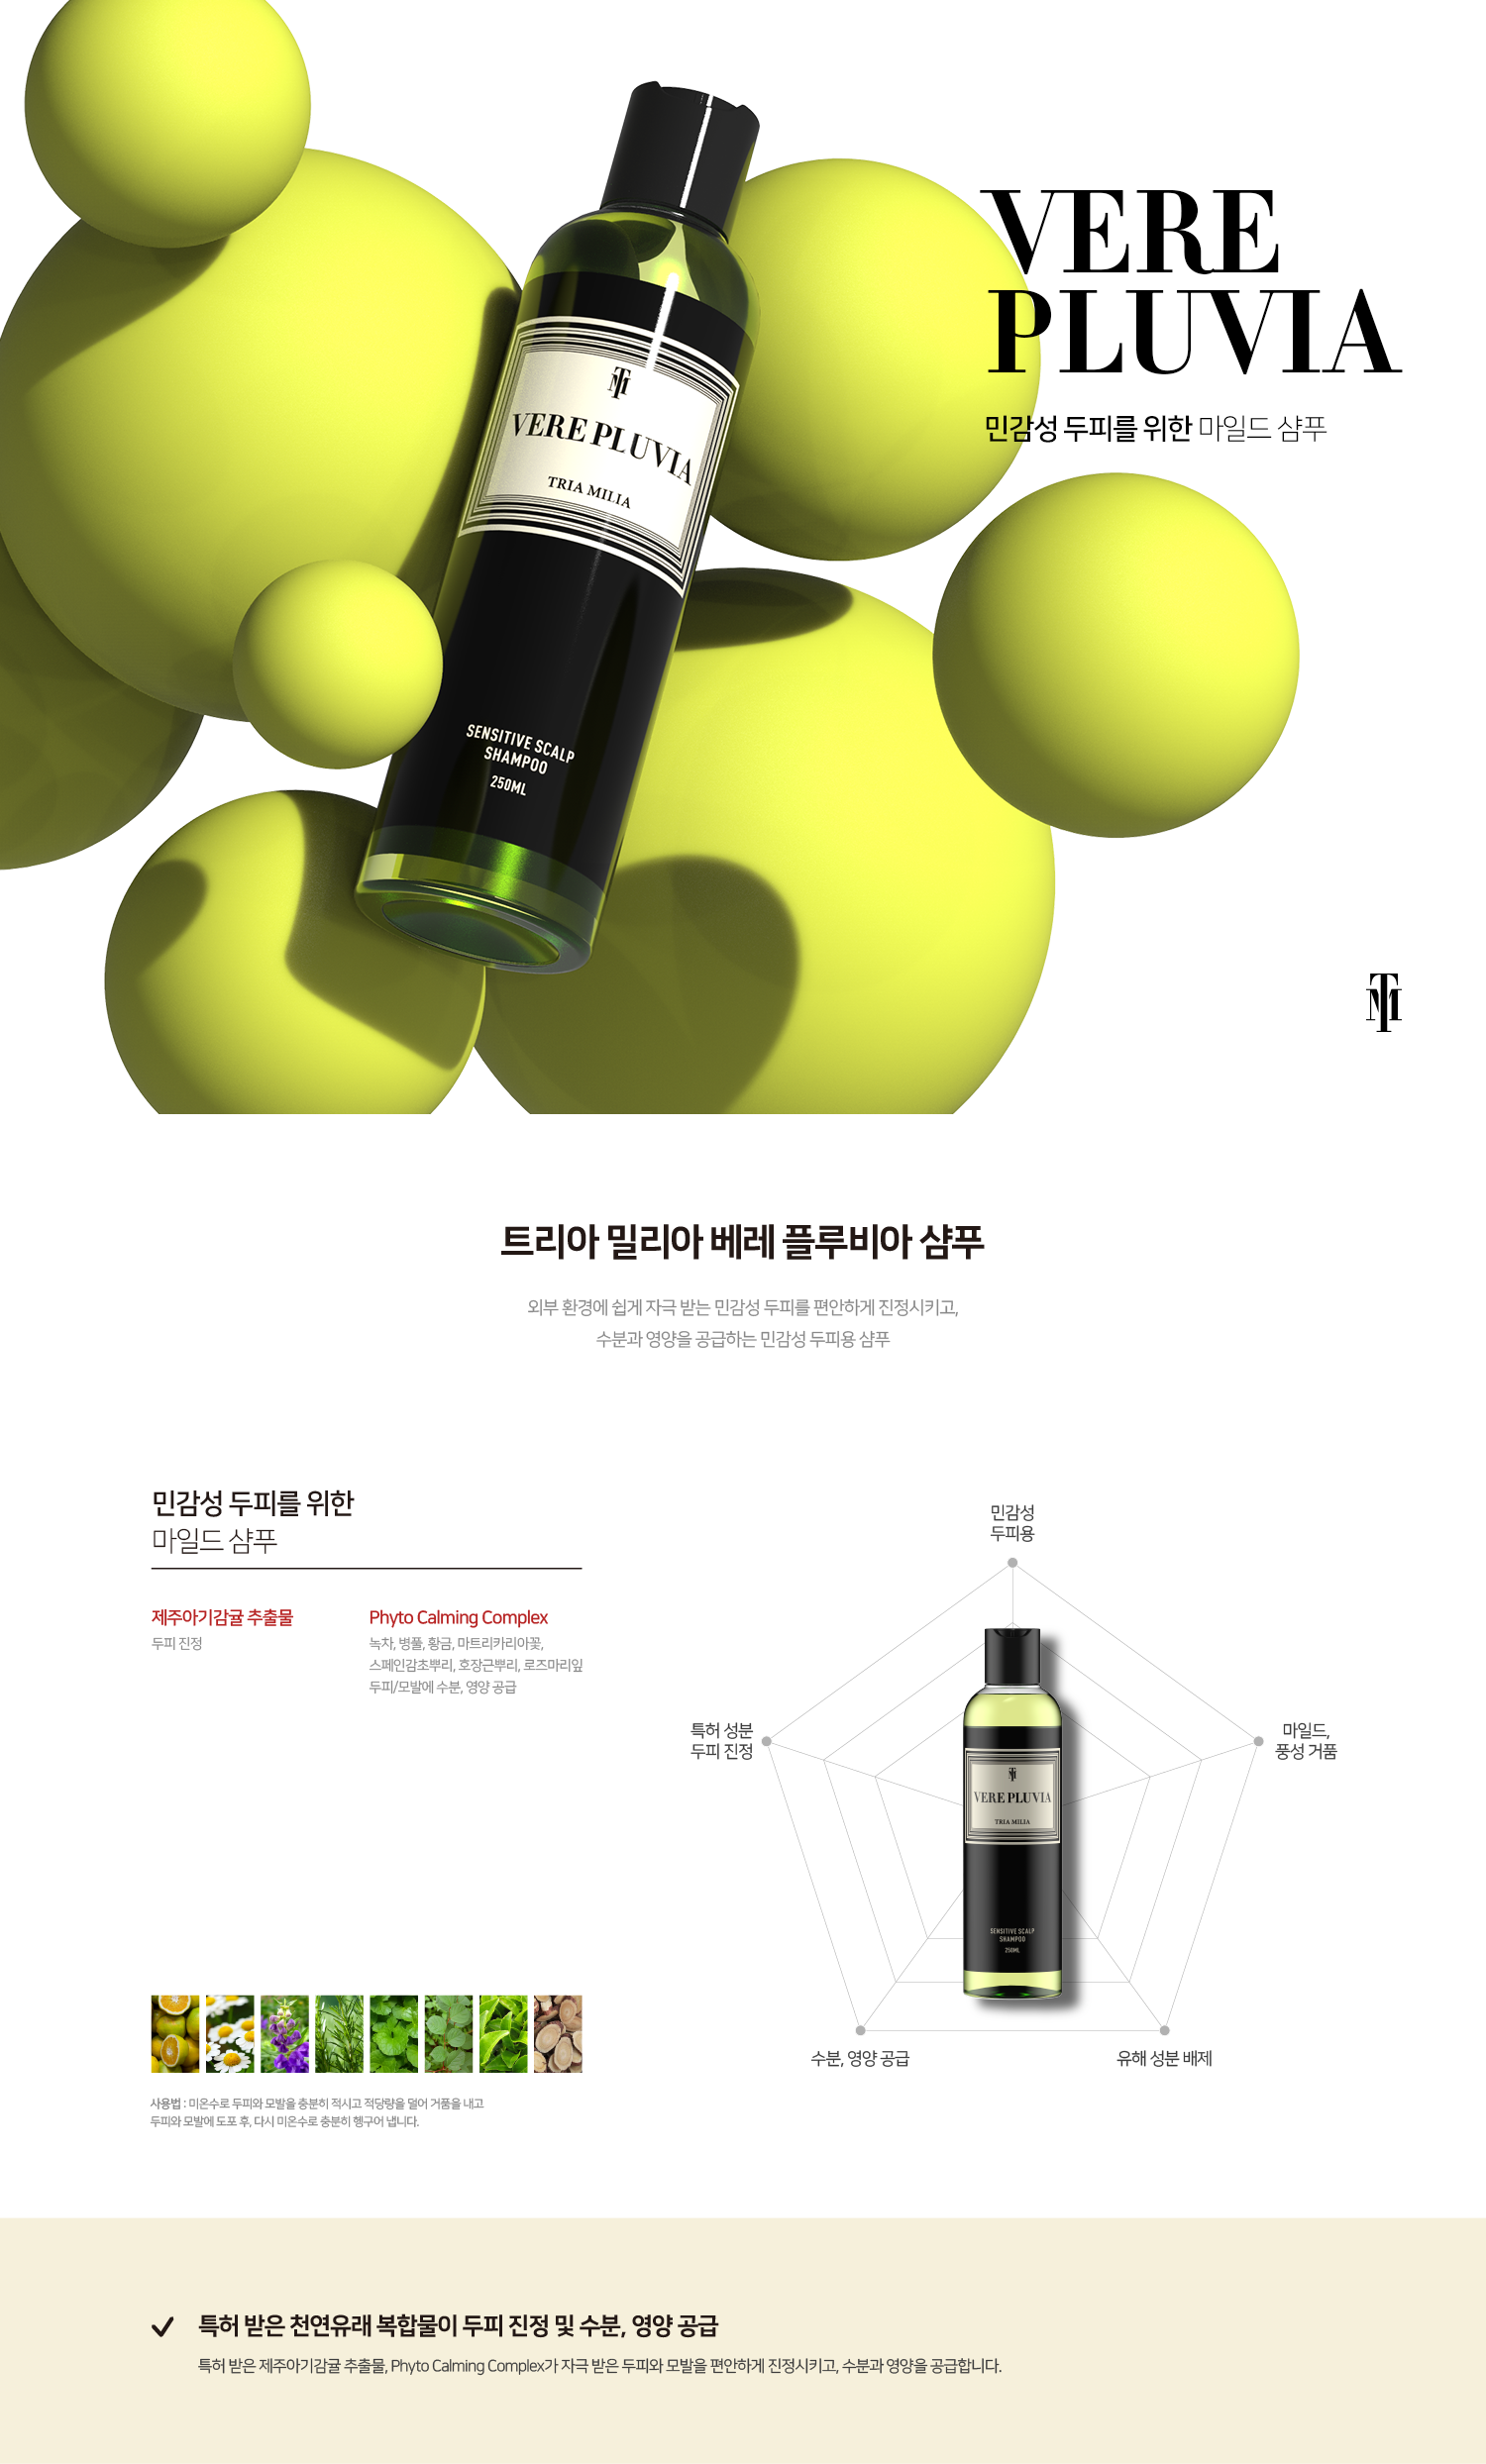 VERE
PLUVIA
민감성 두피를 위한 마일드 샴푸
TM
VERE PLUVIA
TRIA MILIA
SENSITIVE SCALP
SHAMPOO
250ML
TM
트리아 밀리아 베레 플루비아 샴푸
외부 환경에 쉽게 자극 받는 민감성 두피를 편안하게 진정시키고,
수분과 영양을 공급하는 민감성 두피용 샴푸
민감성 두피를 위한
마일드 샴푸
제주아기감귤 추출물
두피 진정
Phyto Calming Complex
녹차, 병풀, 황금, 마트리카리아꽃,
스페인감초뿌리, 호장근뿌리, 로즈마리잎
두피/모발에 수분, 영양 공급
사용법 : 미온수로 두피와 모발을 충분히 적시고 적당량을 덜어 거품을 내고
두피와 모발에 도포 후, 다시 미온수로 충분히 헹구어 냅니다.
민감성
두피용
특허 성분
두피 진정
마일드,
풍성 거품
TM
VERE PLUVIA
TRIA MILIA
SENSITIVE SCALP
SHAMPOO
250ML
수분, 영양 공급
유해 성분 배제
특허 받은 천연유래 복합물이 두피 진정 및 수분, 영양 공급
특허 받은 제주아기감귤 추출물, Phyto Calming Complex가 자극 받은 두피와 모발을 편안하게 진정시키고, 수분과 영양을 공급합니다.